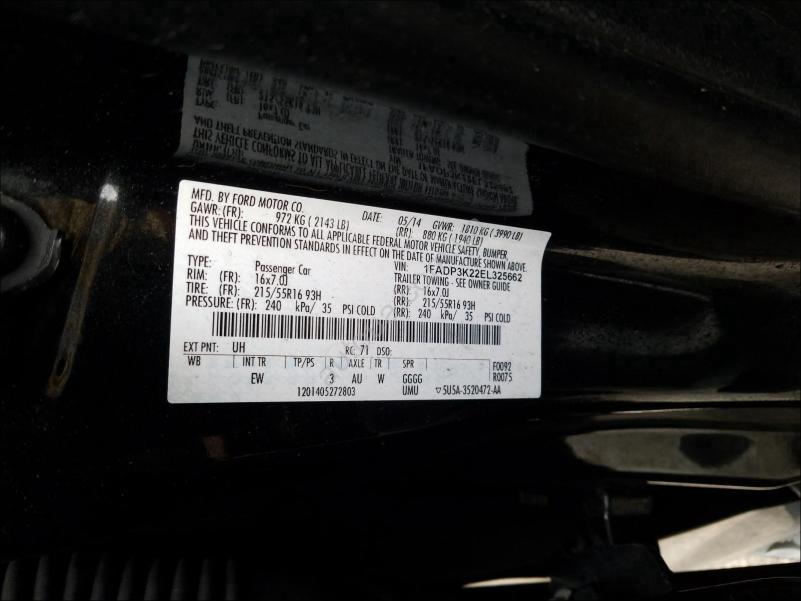 MFD. BY FORD MOTOR CO. DATE: 05/14 GVWR: 1810 KG ( 3990 LB)
GAWR: (FR): 972 KG ( 2143 LB) (RR): 880 KG ( 1940 LB)
THIS VEHICLE CONFORMS TO ALL APPLICABLE FEDERAL MOTOR VEHICLE SAFETY, BUMPER,
AND THEFT PREVENTION STANDARDS IN EFFECT ON THE DATE OF MANUFACTURE SHOWN ABOVE.
VIN: 1FADP3K22EL325662
TYPE: Passenger Car TRAILER TOWING - SEE OWNER GUIDE
RIM: (FR): 16x7.0J (RR): 16x7.0J
TIRE: (FR): 215/55R16 93H (RR): 215/55R16 93H
PRESSURE: (FR): 240 kPa/ 35 PSI COLD (RR): 240 kPa/ 35 PSI COLD
EXT PNT: UH RC: 71 DSO:
WB INT TR TP/PS R AXLE TR SPR F0092
EW 3 AU W GGGG R0075
1201405272803 UMU ▽5U5A-3520472-AA